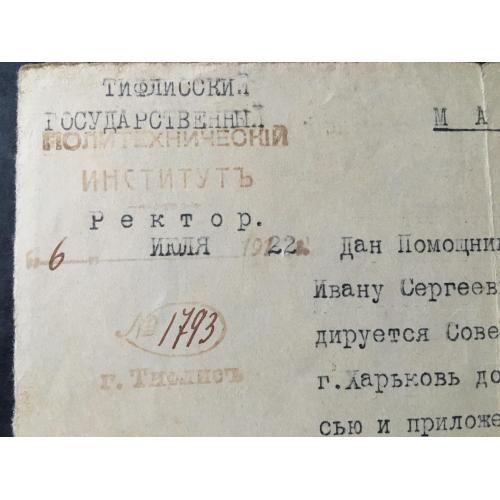 ТИФЛИССКИЙ
ГОСУДАРСТВЕННЫЙ
ПОЛИТЕХНИЧЕСКІЙ
ИНСТИТУТЪ
Ректор.
6 ИЮЛЯ 1922 г.
№ 1793
г. Тифлисъ
М А
Дан Помощни
Ивану Сергеев
дируется Сове
г.Харьковь до
сью и приложе